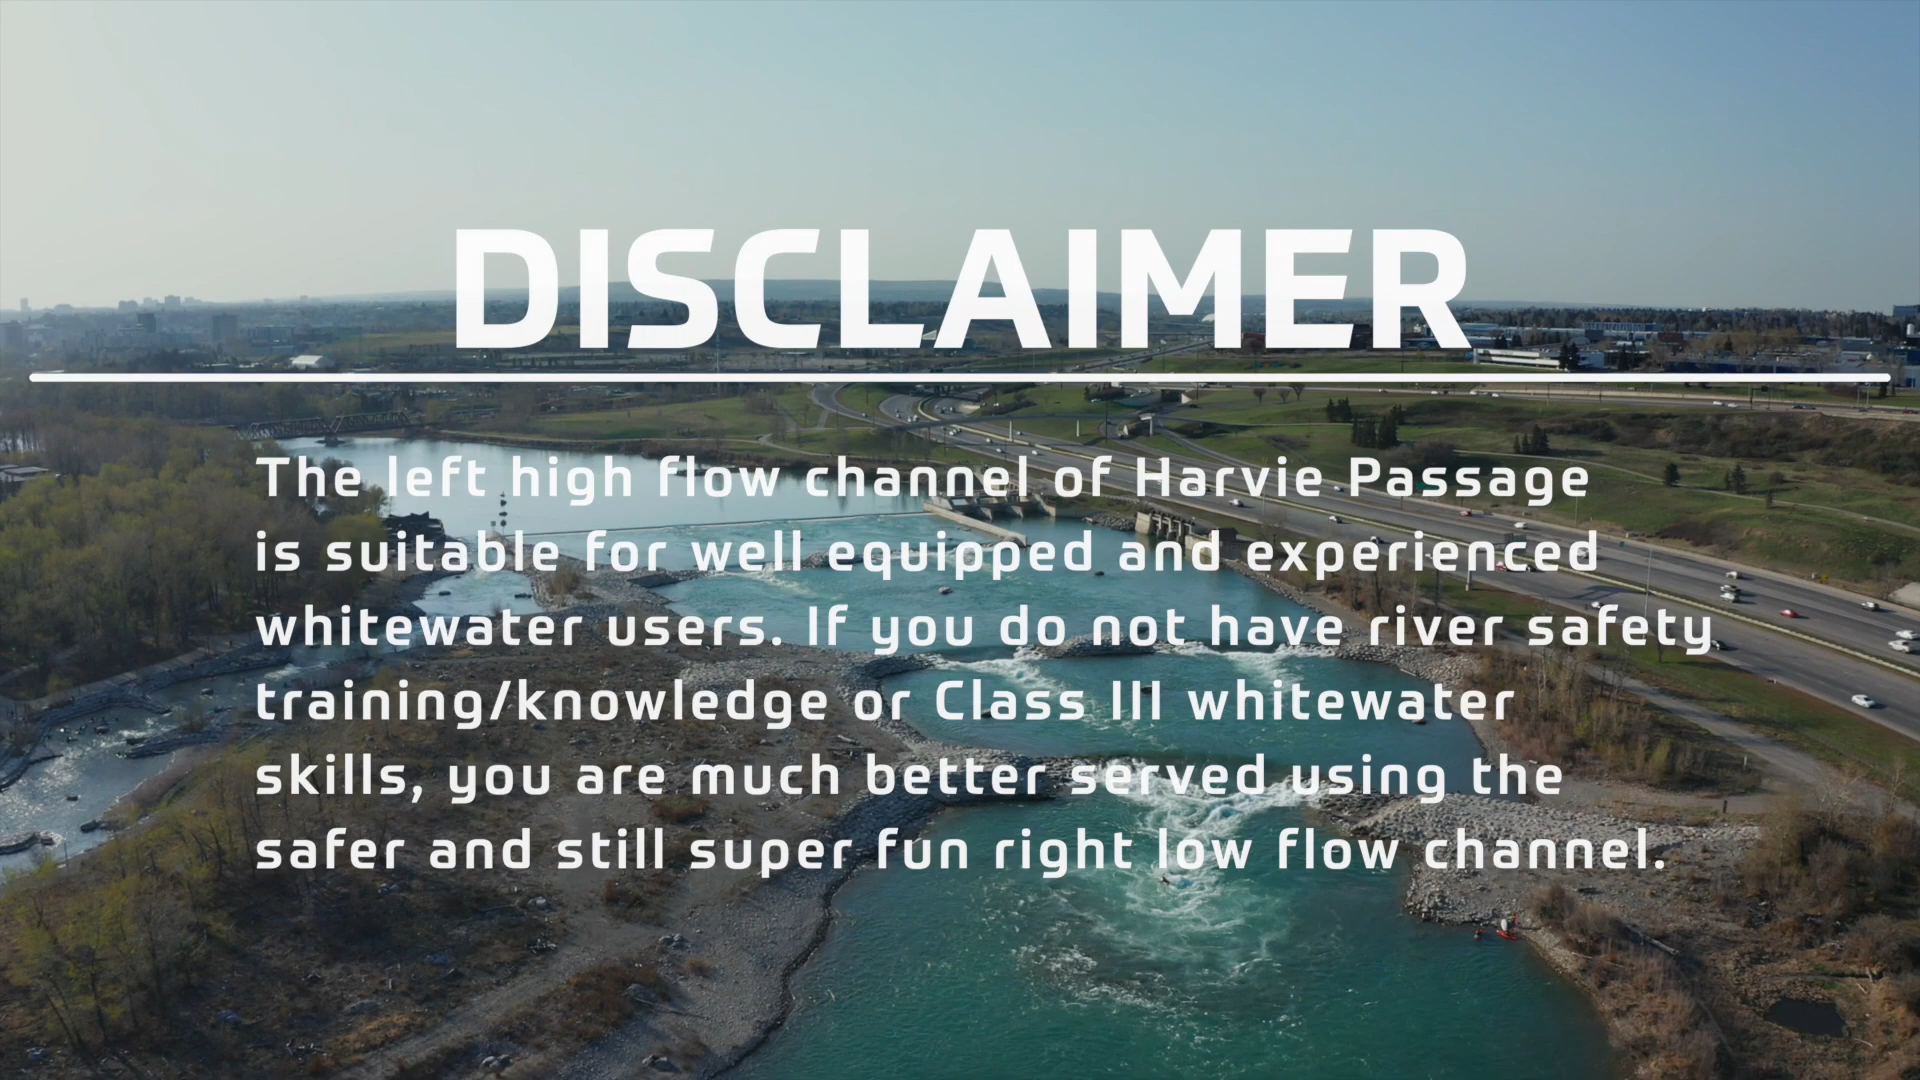 DISCLAIMER
The left high flow channel of Harvie Passage
is suitable for well equipped and experienced
whitewater users. If you do not have river safety
training/knowledge or Class III whitewater
skills, you are much better served using the
safer and still super fun right low flow channel.